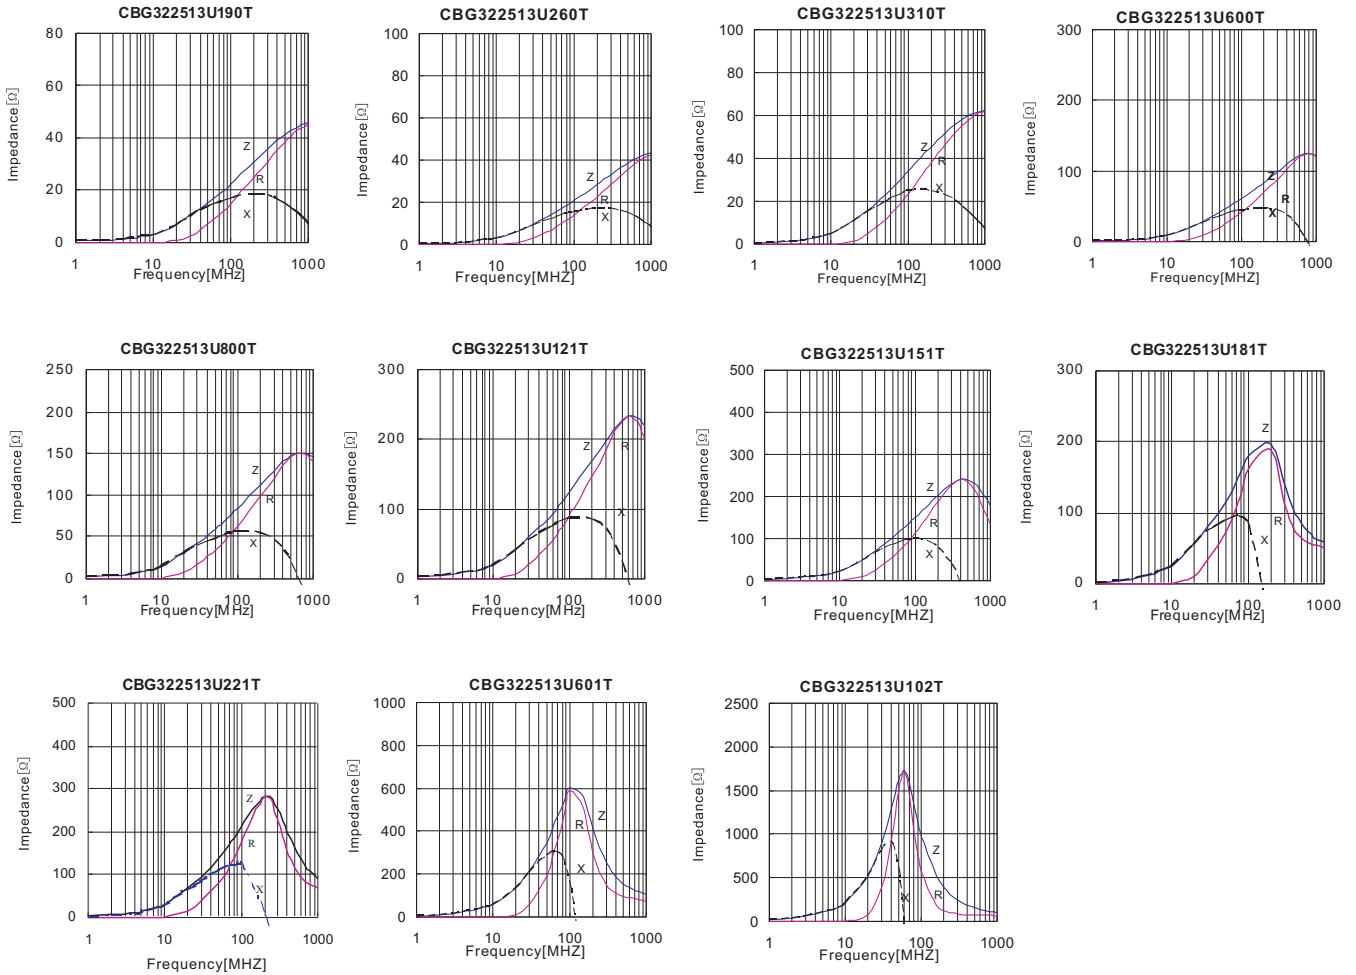 CBG322513U190T
Impedance[Ω]
80
60
40
20
0
Z
R
X
1 10 100 1000
Frequency[MHz]
CBG322513U260T
Impedance[Ω]
100
80
60
40
20
0
Z
R
X
1 10 100 1000
Frequency[MHZ]
CBG322513U310T
Impedance[Ω]
100
80
60
40
20
0
Z
R
X
1 10 100 1000
Frequency[MHZ]
CBG322513U600T
Impedance[Ω]
300
200
100
0
Z
R
X
1 10 100 1000
Frequency[MHZ]
CBG322513U800T
Impedance[Ω]
250
200
150
100
50
0
Z
R
X
1 10 100 1000
Frequency[MHz]
CBG322513U121T
Impedance[Ω]
300
200
100
0
Z
R
X
1 10 100 1000
Frequency[MHz]
CBG322513U151T
Impedance[Ω]
500
400
300
200
100
0
Z
R
X
1 10 100 1000
Frequency[MHZ]
CBG322513U181T
Impedance[Ω]
300
200
100
0
Z
R
X
1 10 100 1000
Frequency[MHZ]
CBG322513U221T
Impedance[Ω]
500
400
300
200
100
0
Z
R
X
1 10 100 1000
Frequency[MHZ]
CBG322513U601T
Impedance[Ω]
1000
800
600
400
200
0
Z
R
X
1 10 100 1000
Frequency[MHZ]
CBG322513U102T
Impedance[Ω]
2500
2000
1500
1000
500
0
Z
R
X
1 10 100 1000
Frequency[MHZ]